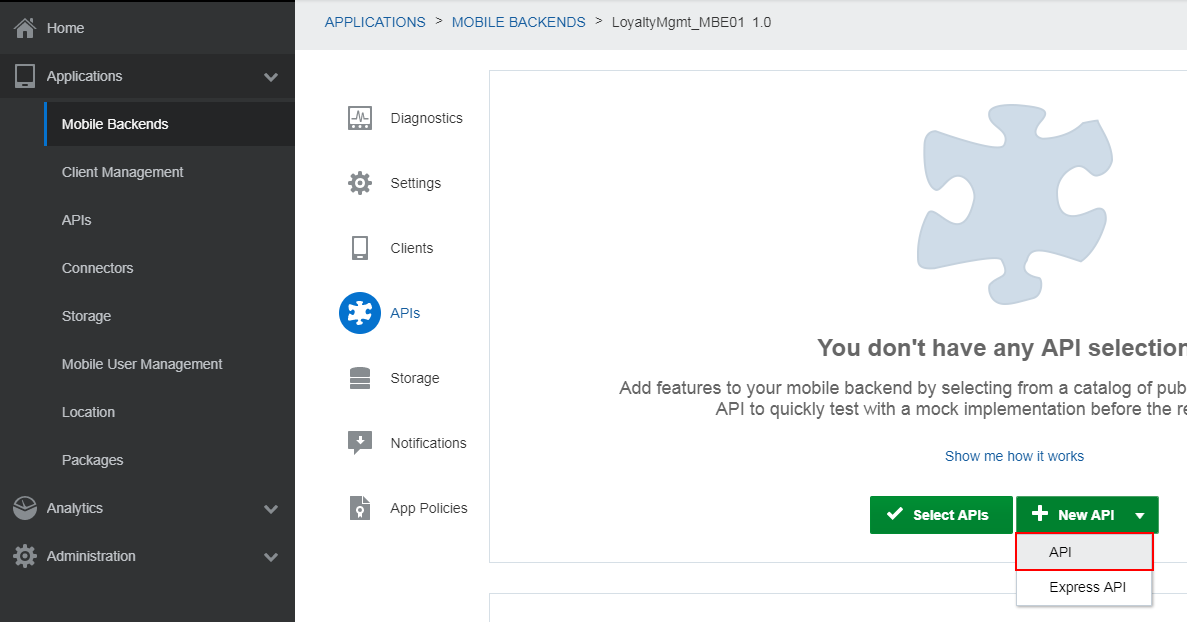 Home
Applications
Mobile Backends
Client Management
APIs
Connectors
Storage
Mobile User Management
Location
Packages
Analytics
Administration
APPLICATIONS > MOBILE BACKENDS > LoyaltyMgmt_MBE01 1.0
Diagnostics
Settings
Clients
APIs
Storage
Notifications
App Policies
You don't have any API selection
Add features to your mobile backend by selecting from a catalog of pub
API to quickly test with a mock implementation before the re
Show me how it works
Select APIs
New API
API
Express API